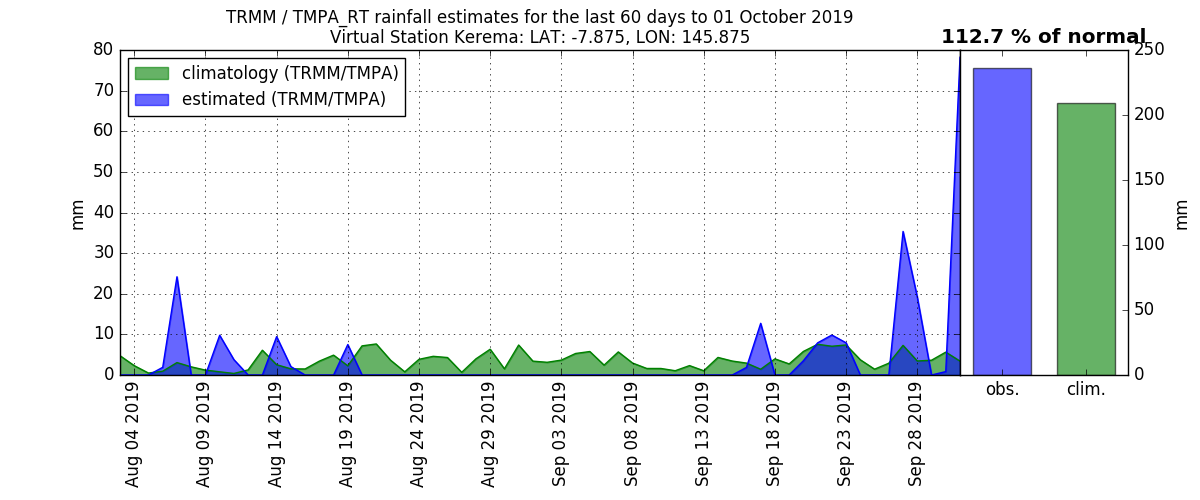 TRMM / TMPA_RT rainfall estimates for the last 60 days to 01 October 2019
Virtual Station Kerema: LAT: -7.875, LON: 145.875
112.7 % of normal
climatology (TRMM/TMPA)
estimated (TRMM/TMPA)
mm
80
70
60
50
40
30
20
10
0
Aug 04 2019
Aug 09 2019
Aug 14 2019
Aug 19 2019
Aug 24 2019
Aug 29 2019
Sep 03 2019
Sep 08 2019
Sep 13 2019
Sep 18 2019
Sep 23 2019
Sep 28 2019
250
200
150
100
50
0
mm
obs.
clim.